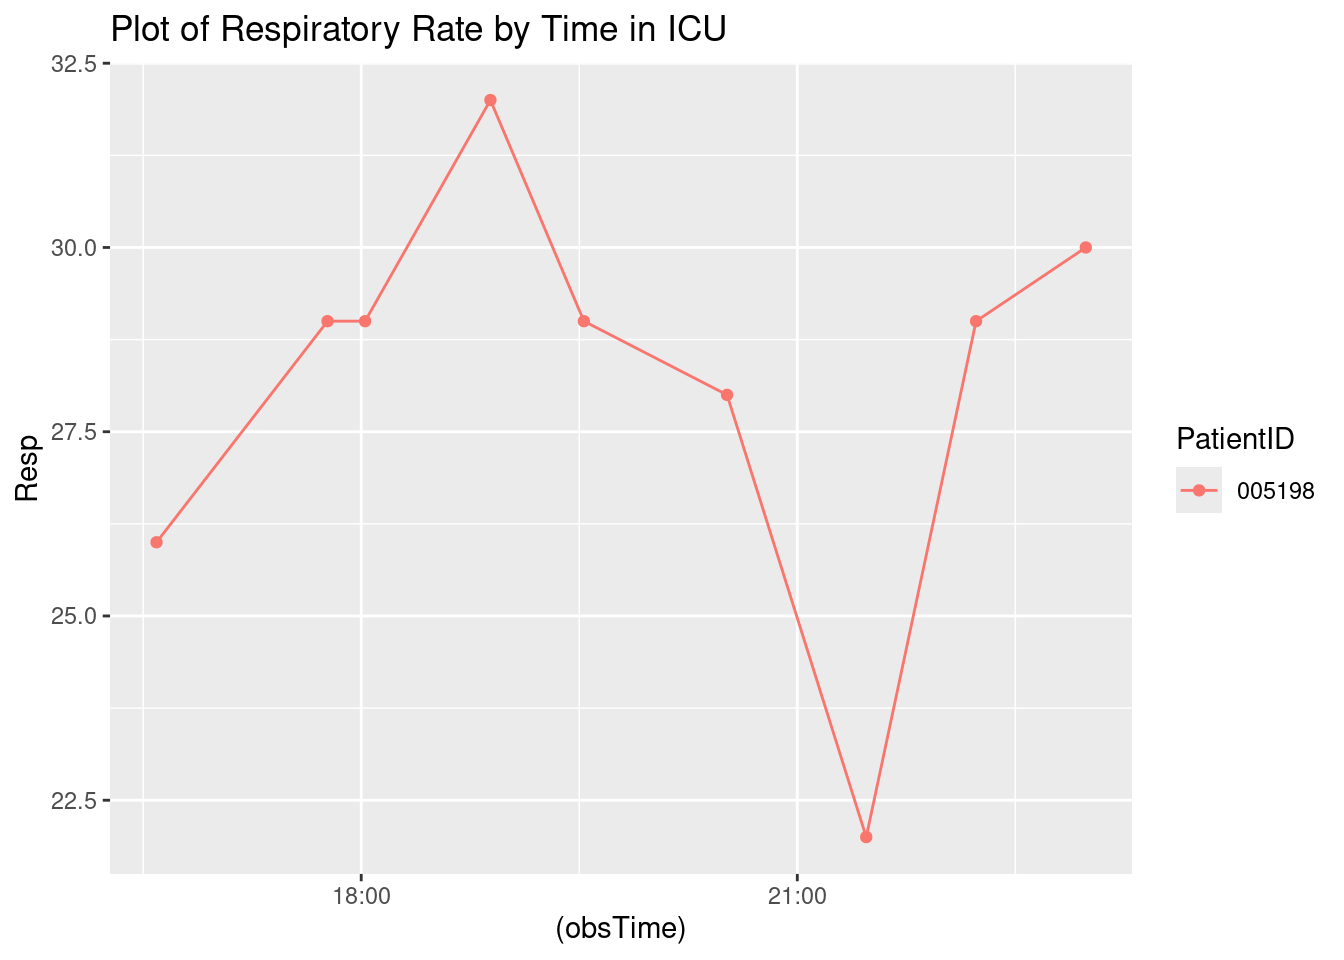 Plot of Respiratory Rate by Time in ICU
32.5
30.0
27.5
25.0
22.5
Resp
18:00
21:00
(obsTime)
PatientID
005198